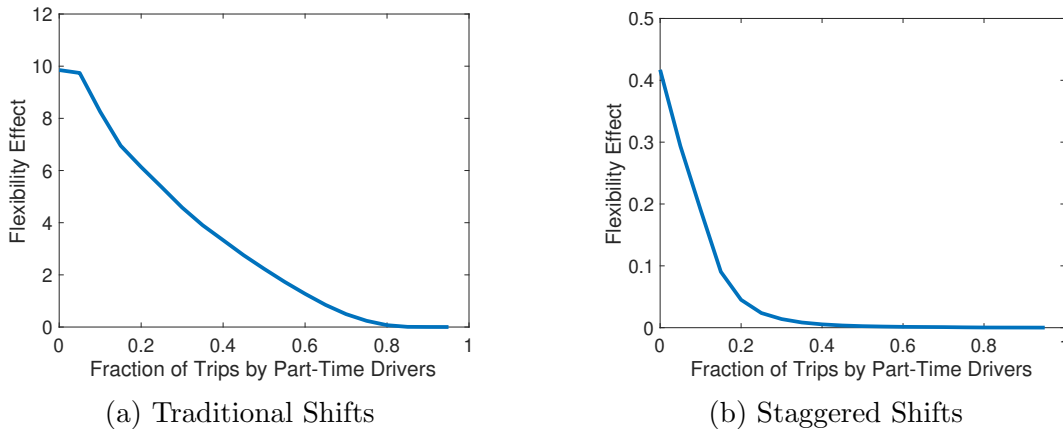 12
10
8
6
4
2
0
Flexibility Effect
0 0.2 0.4 0.6 0.8 1
Fraction of Trips by Part-Time Drivers
(a) Traditional Shifts
0.5
0.4
0.3
0.2
0.1
0
Flexibility Effect
0 0.2 0.4 0.6 0.8
Fraction of Trips by Part-Time Drivers
(b) Staggered Shifts